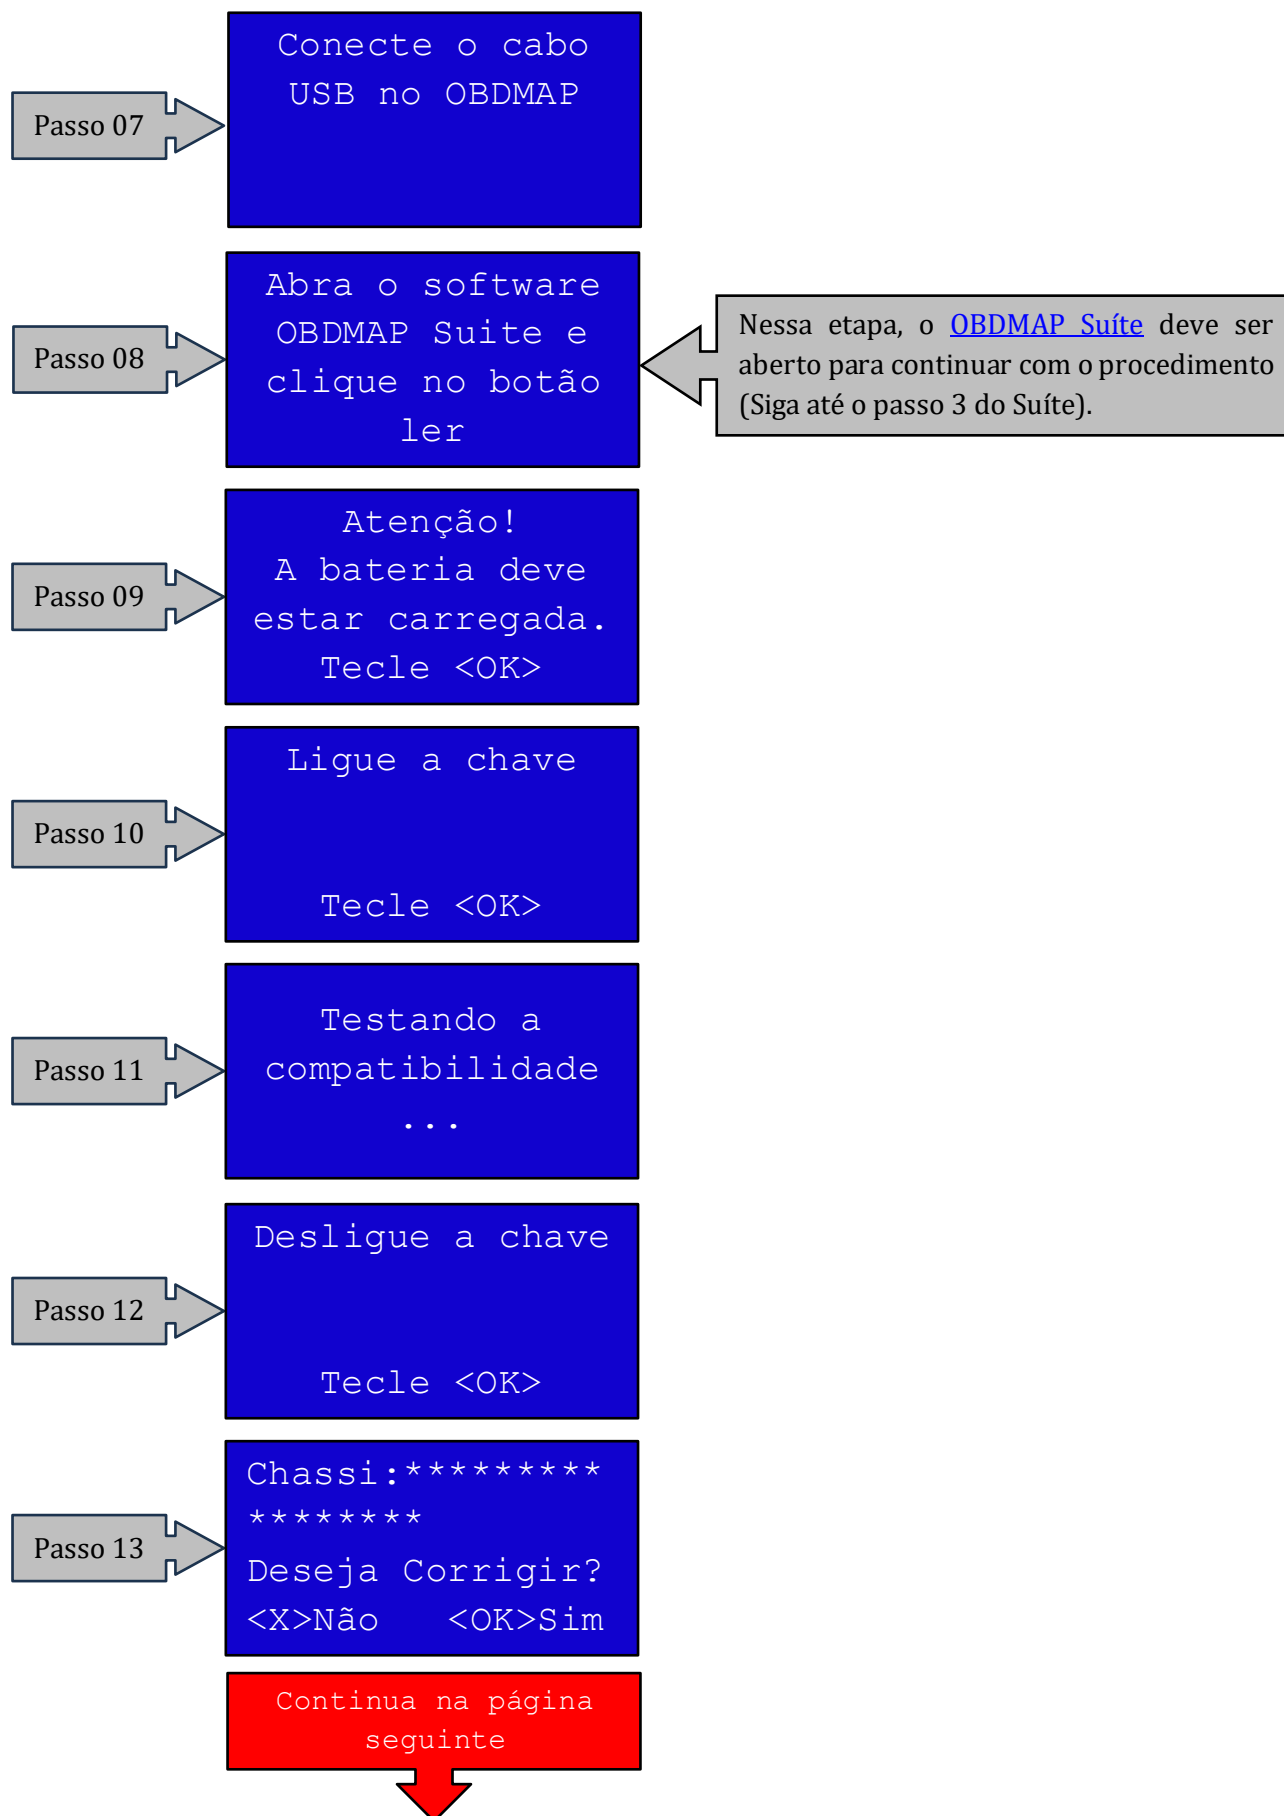 Conecte o cabo
USB no OBDMAP
Passo 07
Abra o software
OBDMAP Suite e
clique no botão
ler
Passo 08
Nessa etapa, o OBDMAP Suíte deve ser
aberto para continuar com o procedimento
(Siga até o passo 3 do Suíte).
Atenção!
A bateria deve
estar carregada.
Tecle <OK>
Passo 09
Ligue a chave
Tecle <OK>
Passo 10
Testando a
compatibilidade
...
Passo 11
Desligue a chave
Tecle <OK>
Passo 12
Chassi:*********
********
Deseja Corrigir?
<X>Não <OK>Sim
Passo 13
Continua na página
seguinte